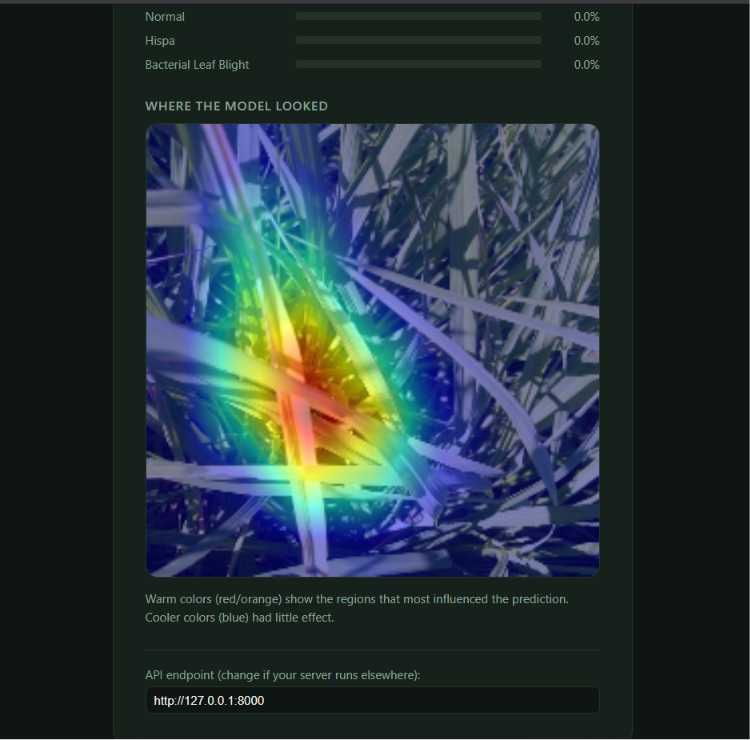 Normal 0.0%
Hispa 0.0%
Bacterial Leaf Blight 0.0%
WHERE THE MODEL LOOKED
Warm colors (red/orange) show the regions that most influenced the prediction.
Cooler colors (blue) had little effect.
API endpoint (change if your server runs elsewhere):
http://127.0.0.1:8000